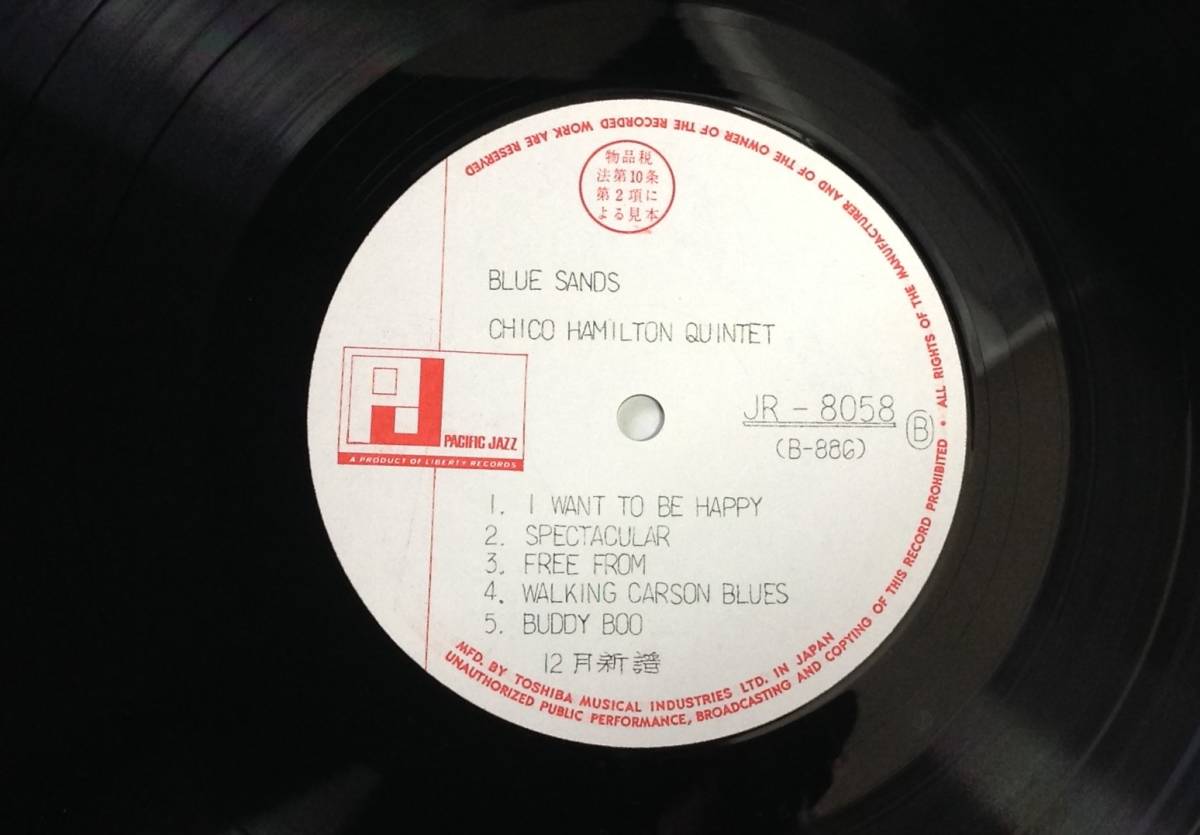 物品税
法第10条
第2項に
よる見本
BLUE SANDS
CHICO HAMILTON QUINTET
JR-8058
B
(B-886)
PACIFIC JAZZ
A PRODUCT OF LIBERTY RECORDS
1. I WANT TO BE HAPPY
2. SPECTACULAR
3. FREE FROM
4. WALKING CARSON BLUES
5. BUDDY BOO
12月新譜
MFD. BY TOSHIBA MUSICAL INDUSTRIES LTD. IN JAPAN
UNAUTHORIZED PUBLIC PERFORMANCE, BROADCASTING AND COPYING OF THIS RECORD PROHIBITED • ALL RIGHTS OF THE MANUFACTURER AND OF THE OWNER OF THE RECORDED WORK ARE RESERVED